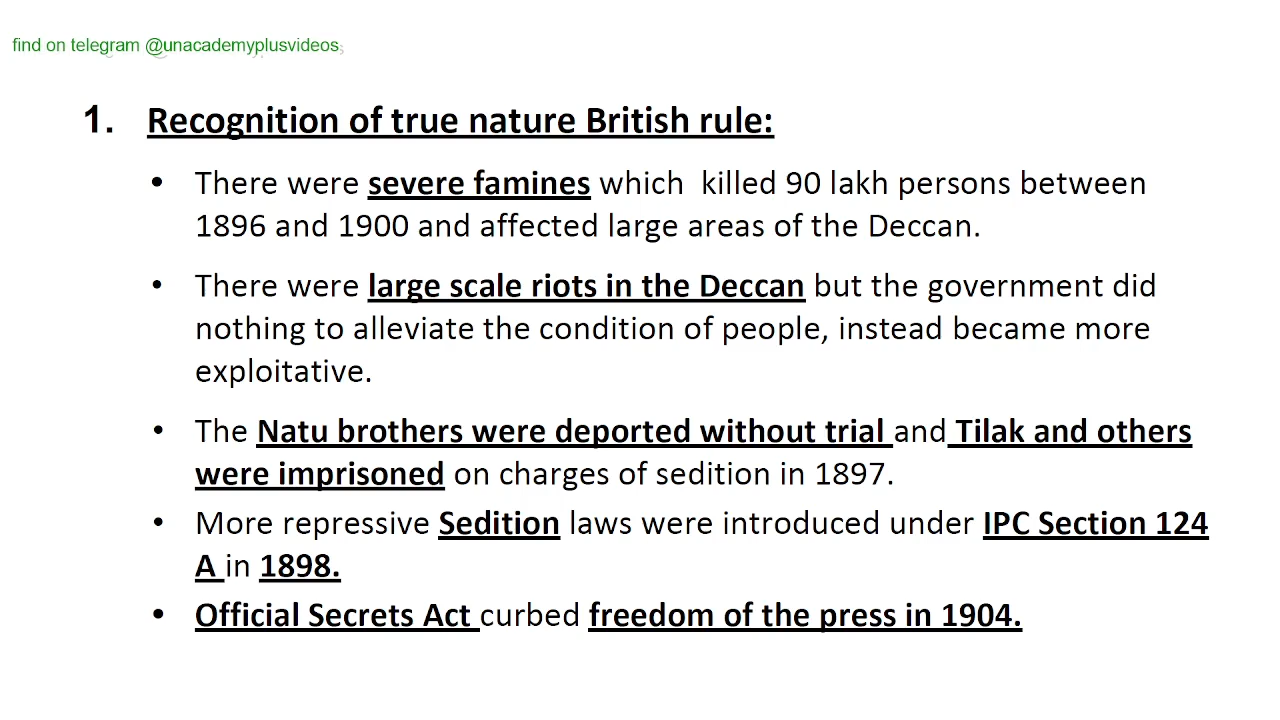 find on telegram @unacademyplusvideos
1. Recognition of true nature British rule:
• There were severe famines which killed 90 lakh persons between
1896 and 1900 and affected large areas of the Deccan.
• There were large scale riots in the Deccan but the government did
nothing to alleviate the condition of people, instead became more
exploitative.
• The Natu brothers were deported without trial and Tilak and others
were imprisoned on charges of sedition in 1897.
• More repressive Sedition laws were introduced under IPC Section 124
A in 1898.
• Official Secrets Act curbed freedom of the press in 1904.